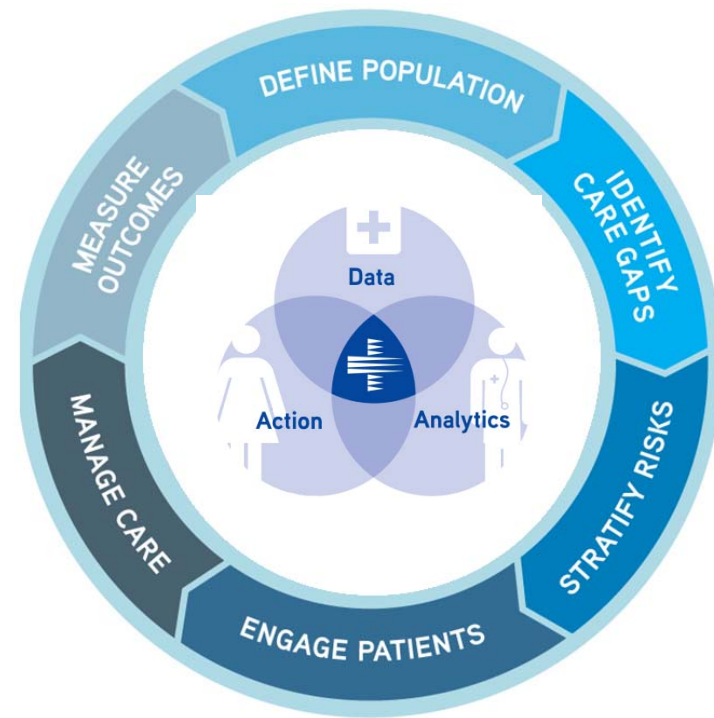 DEFINE POPULATION
IDENTIFY
CARE GAPS
STRATIFY RISKS
ENGAGE PATIENTS
MANAGE CARE
MEASURE
OUTCOMES
Data
Action
Analytics